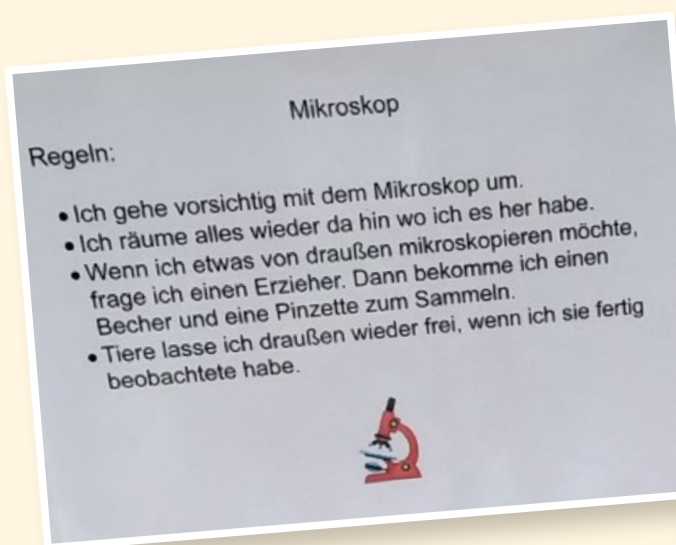 Mikroskop
Regeln:
• Ich gehe vorsichtig mit dem Mikroskop um.
• Ich räume alles wieder da hin wo ich es her habe.
• Wenn ich etwas von draußen mikroskopieren möchte,
frage ich einen Erzieher. Dann bekomme ich einen
Becher und eine Pinzette zum Sammeln.
• Tiere lasse ich draußen wieder frei, wenn ich sie fertig
beobachtete habe.